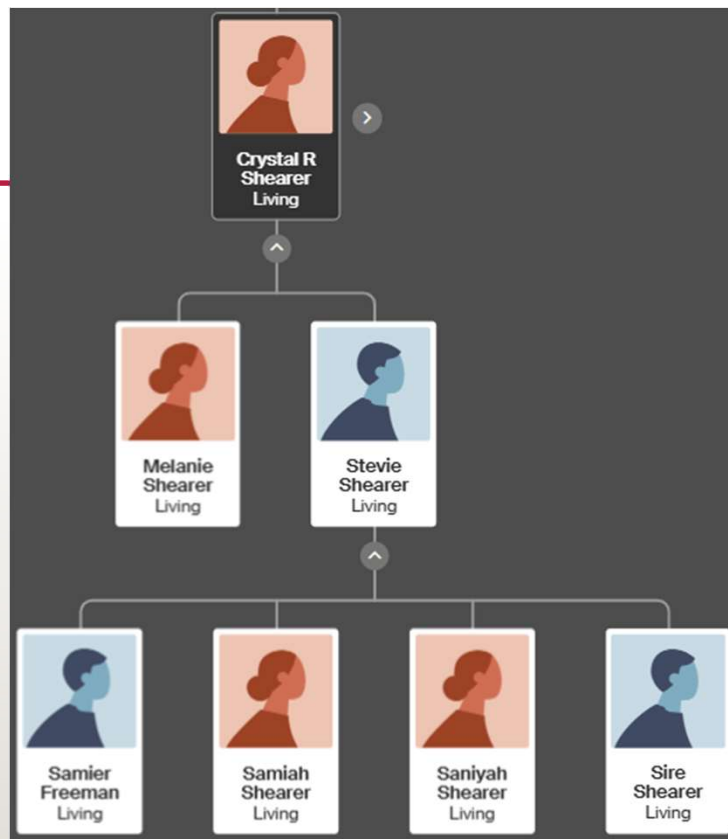 Crystal R
Shearer
Living
Melanie
Shearer
Living
Stevie
Shearer
Living
Samier
Freeman
Living
Samiah
Shearer
Living
Saniyah
Shearer
Living
Sire
Shearer
Living